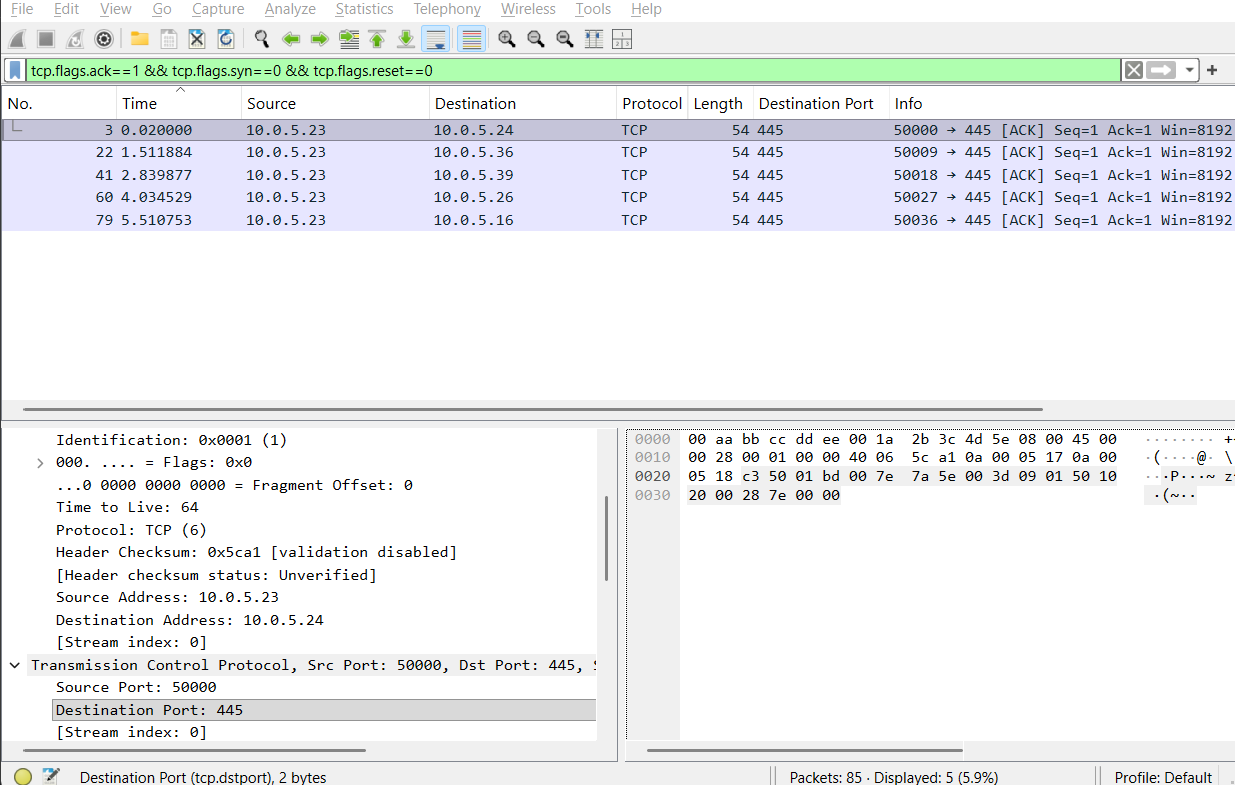 File Edit View Go Capture Analyze Statistics Telephony Wireless Tools Help
tcp.flags.ack==1 && tcp.flags.syn==0 && tcp.flags.reset==0
No. Time Source Destination Protocol Length Destination Port Info
3 0.020000 10.0.5.23 10.0.5.24 TCP 54 445 50000 → 445 [ACK] Seq=1 Ack=1 Win=8192
22 1.511884 10.0.5.23 10.0.5.36 TCP 54 445 50009 → 445 [ACK] Seq=1 Ack=1 Win=8192
41 2.839877 10.0.5.23 10.0.5.39 TCP 54 445 50018 → 445 [ACK] Seq=1 Ack=1 Win=8192
60 4.034529 10.0.5.23 10.0.5.26 TCP 54 445 50027 → 445 [ACK] Seq=1 Ack=1 Win=8192
79 5.510753 10.0.5.23 10.0.5.16 TCP 54 445 50036 → 445 [ACK] Seq=1 Ack=1 Win=8192
Identification: 0x0001 (1)
000. .... = Flags: 0x0
...0 0000 0000 0000 = Fragment Offset: 0
Time to Live: 64
Protocol: TCP (6)
Header Checksum: 0x5ca1 [validation disabled]
[Header checksum status: Unverified]
Source Address: 10.0.5.23
Destination Address: 10.0.5.24
[Stream index: 0]
Transmission Control Protocol, Src Port: 50000, Dst Port: 445,
Source Port: 50000
Destination Port: 445
[Stream index: 0]
0000 00 aa bb cc dd ee 00 1a 2b 3c 4d 5e 08 00 45 00 ········ +
0010 00 28 00 01 00 00 40 06 5c a1 0a 00 05 17 0a 00 ·(····@· \
0020 05 18 c3 50 01 bd 00 7e 7a 5e 00 3d 09 01 50 10 ···P···~ z
0030 20 00 28 7e 00 00 ·(~··
Destination Port (tcp.dstport), 2 bytes
Packets: 85 · Displayed: 5 (5.9%)
Profile: Default